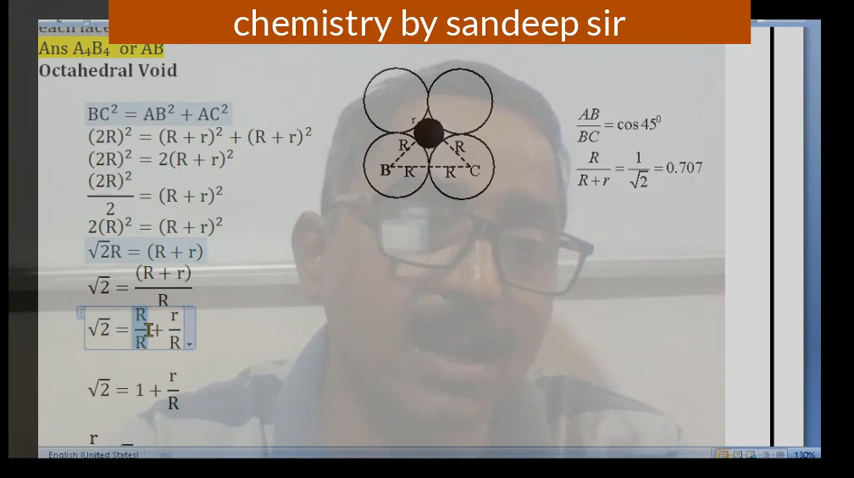 chemistry by sandeep sir
each face
Ans A₄B₄ or AB
Octahedral Void
BC² = AB² + AC²
(2R)² = (R + r)² + (R + r)²
(2R)² = 2(R + r)²
(2R)²/2 = (R + r)²
2(R)² = (R + r)²
√2R = (R + r)
√2 = (R + r)/R
√2 = R/R + r/R
√2 = 1 + r/R
r
r
R R
B R R C
AB/BC = cos 45⁰
R/R + r = 1/√2 = 0.707
English (United States)
130%